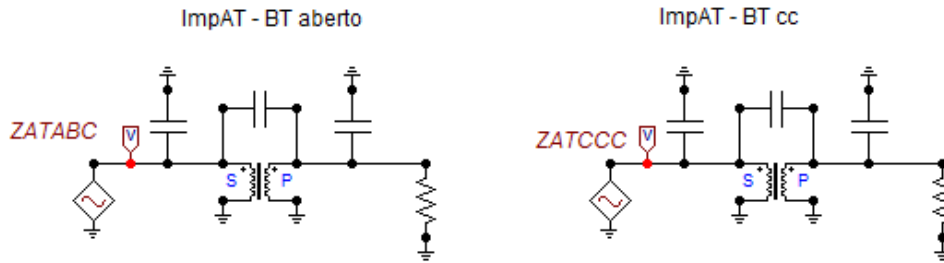 ImpAT - BT aberto
ImpAT - BT cc
ZATABC
V
S
P
ZATCCC
V
S
P